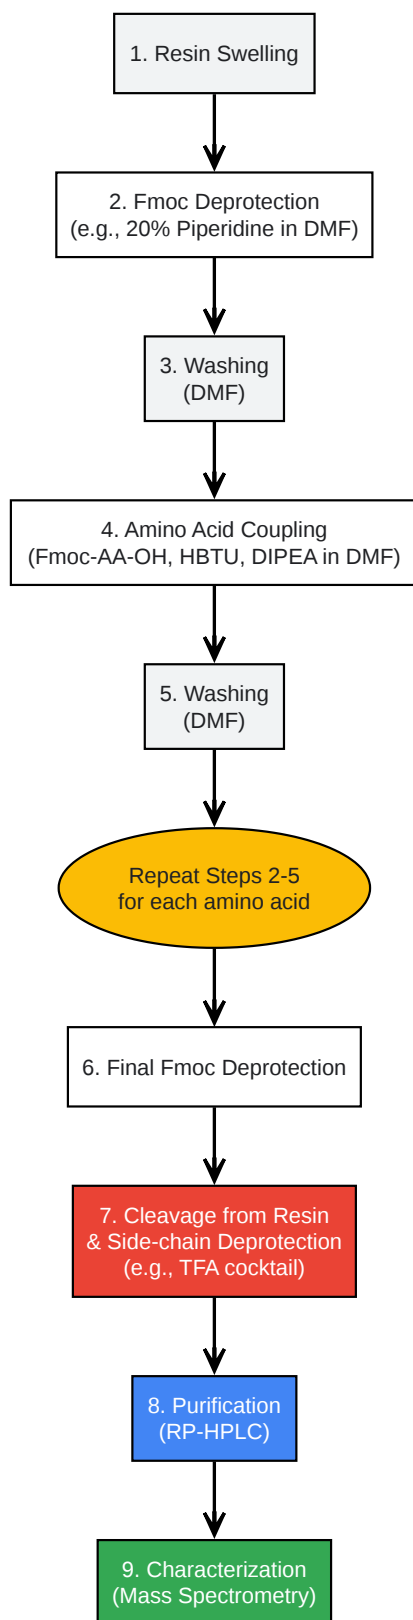 1. Resin Swelling
2. Fmoc Deprotection
(e.g., 20% Piperidine in DMF)
3. Washing
(DMF)
4. Amino Acid Coupling
(Fmoc-AA-OH, HBTU, DIPEA in DMF)
5. Washing
(DMF)
Repeat Steps 2-5
for each amino acid
6. Final Fmoc Deprotection
7. Cleavage from Resin
& Side-chain Deprotection
(e.g., TFA cocktail)
8. Purification
(RP-HPLC)
9. Characterization
(Mass Spectrometry)